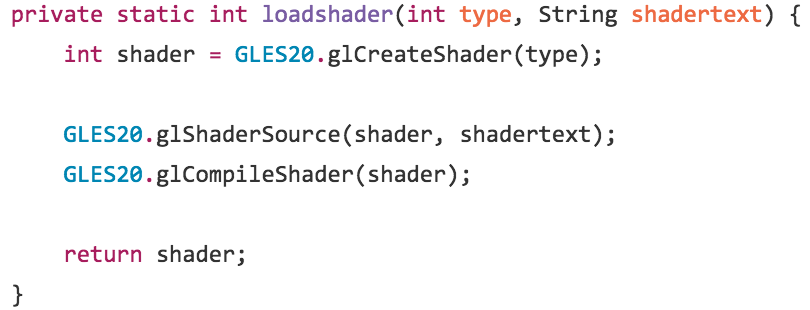 private static int loadshader(int type, String shadertext) {
    int shader = GLES20.glCreateShader(type);

    GLES20.glShaderSource(shader, shadertext);
    GLES20.glCompileShader(shader);

    return shader;
}